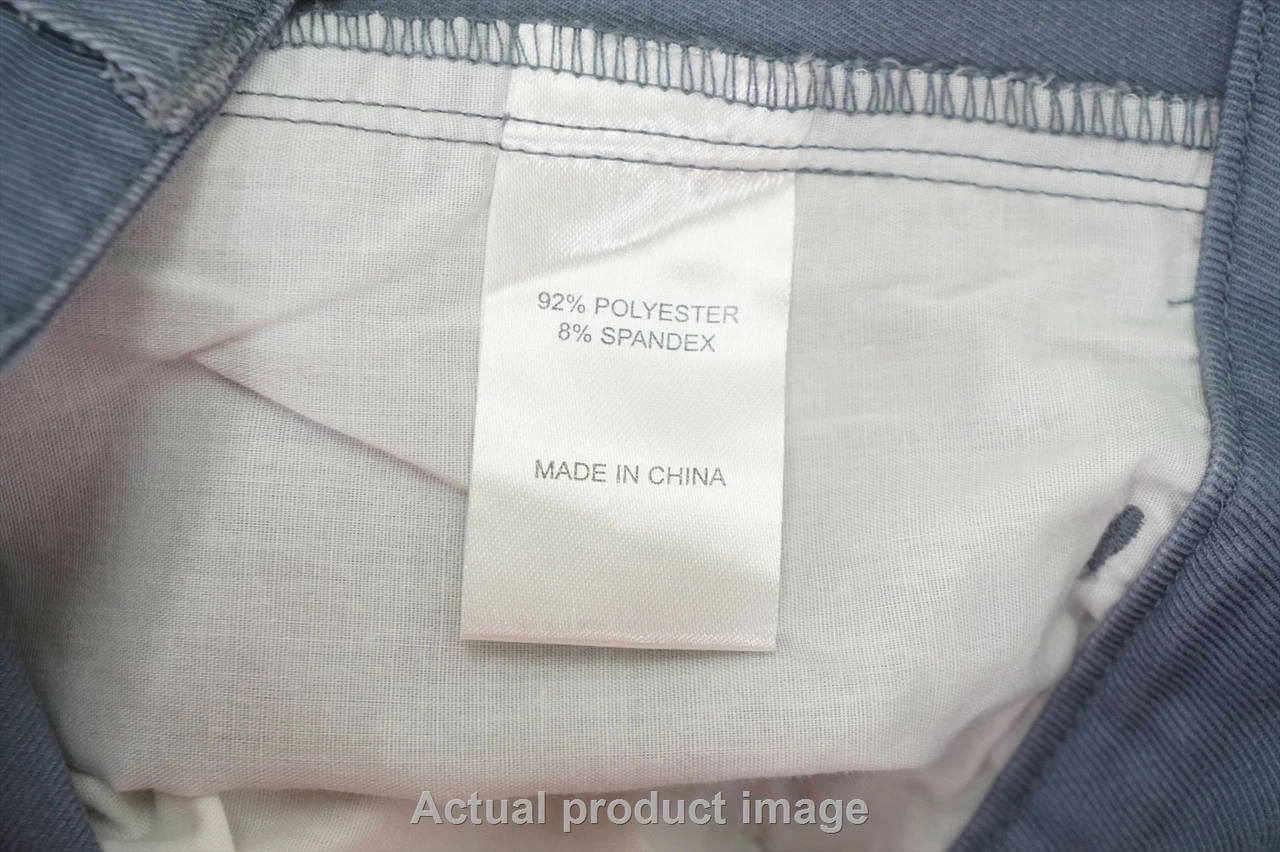 92% POLYESTER
8% SPANDEX
MADE IN CHINA
Actual product image